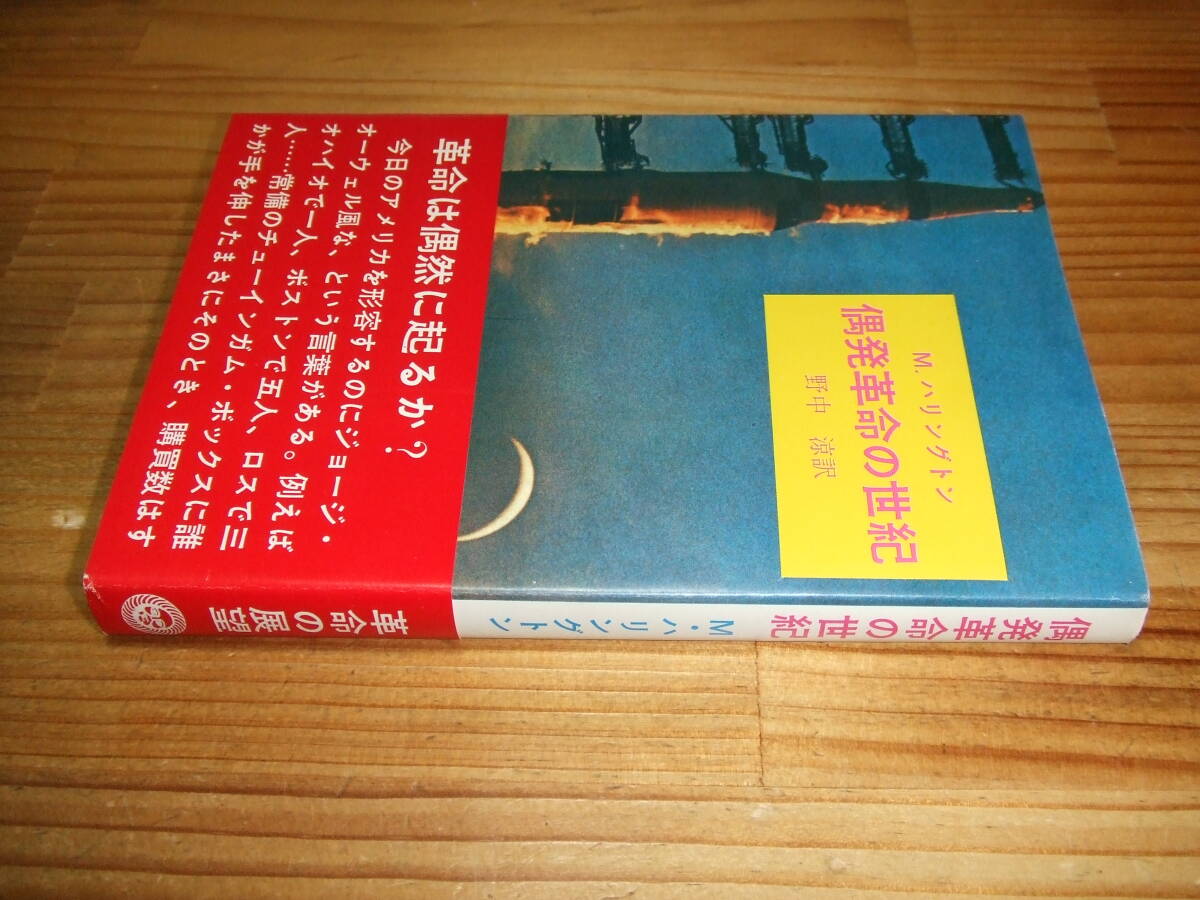 M. ハリングトン
偶発革命の世紀
野中 涼訳
革命は偶然に起るか？
今日のアメリカを形容するのにジョージ・
オーウェル風な、という言葉がある。例えば
オハイオで一人、ボストンで五人、ロスで三
人……常備のチューインガム・ボックスに誰
かが手を伸したまさにそのとき、購買数はす
偶発革命の世紀
M・ハリングトン
革命の展望